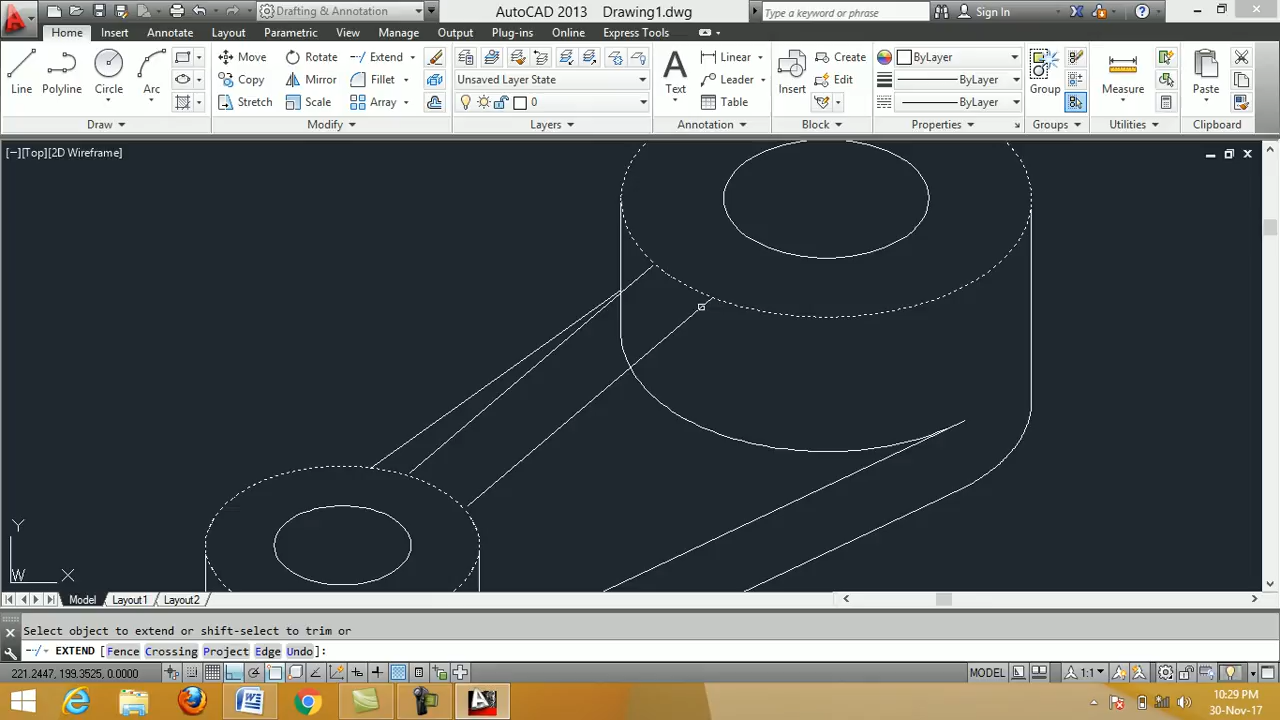 Drafting & Annotation
AutoCAD 2013 Drawing1.dwg
Type a keyword or phrase
Sign In
Home Insert Annotate Layout Parametric View Manage Output Plug-ins Online Express Tools
Line Polyline Circle Arc
Move Rotate Extend
Copy Mirror Fillet
Stretch Scale Array
Unsaved Layer State
0
Text Linear
Leader
Table
Insert Create
Edit
ByLayer
ByLayer
ByLayer
Group Measure Paste
Draw Modify Layers Annotation Block Properties Groups Utilities Clipboard
[−][Top][2D Wireframe]
Y
W X
Model Layout1 Layout2
Select object to extend or shift-select to trim or
EXTEND [Fence Crossing Project Edge Undo]:
221.2447, 199.3525, 0.0000
MODEL
1:1
10:29 PM
30-Nov-17